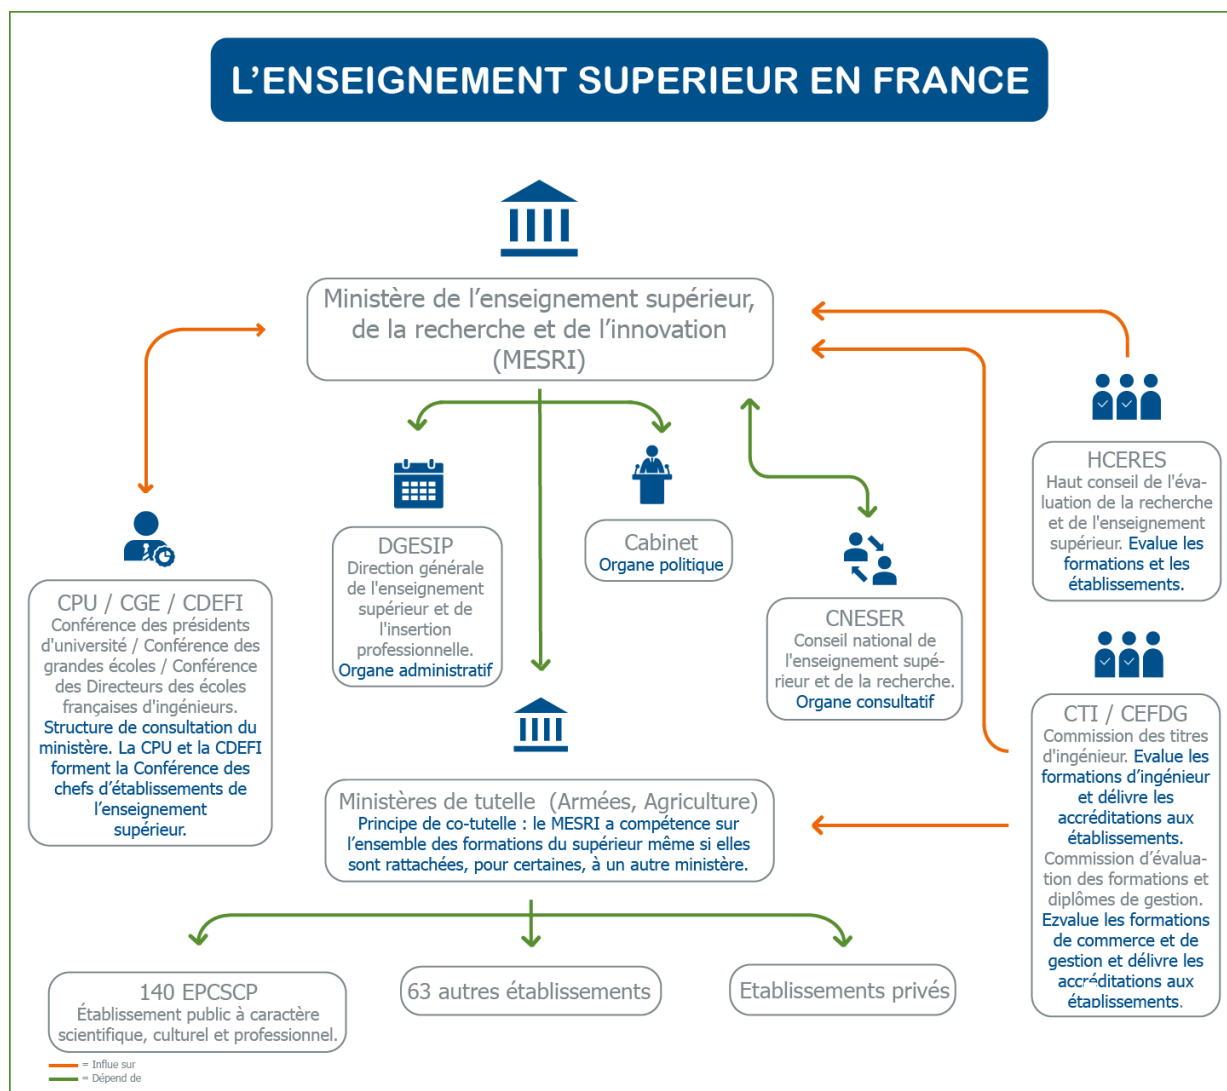 L'ENSEIGNEMENT SUPERIEUR EN FRANCE
Ministère de l'enseignement supérieur,
de la recherche et de l'innovation
(MESRI)
HCERES
Haut conseil de l'éva-
luation de la recherche
et de l'enseignement
supérieur. Evalue les
formations et les
établissements.
DGESIP
Direction générale
de l'enseignement
supérieur et de
l'insertion
professionnelle.
Organe administratif
Cabinet
Organe politique
CPU / CGE / CDEFI
Conférence des présidents
d'université / Conférence des
grandes écoles / Conférence
des Directeurs des écoles
françaises d'ingénieurs.
Structure de consultation du
ministère. La CPU et la CDEFI
forment la Conférence des
chefs d'établissements de
l'enseignement
supérieur.
CNESER
Conseil national de
l'enseignement supé-
rieur et de la recherche.
Organe consultatif
CTI / CEFDG
Commission des titres
d'ingénieur. Evalue les
formations d'ingénieur
et délivre les
accréditations aux
établissements.
Commission d'évalua-
tion des formations et
diplômes de gestion.
Ezvalue les formations
de commerce et de
gestion et délivre les
accréditations aux
établissements.
Ministères de tutelle (Armées, Agriculture)
Principe de co-tutelle : le MESRI a compétence sur
l'ensemble des formations du supérieur même si elles
sont rattachées, pour certaines, à un autre ministère.
140 EPCSCP
Établissement public à caractère
scientifique, culturel et professionnel.
63 autres établissements
Etablissements privés
= Influe sur
= Dépend de